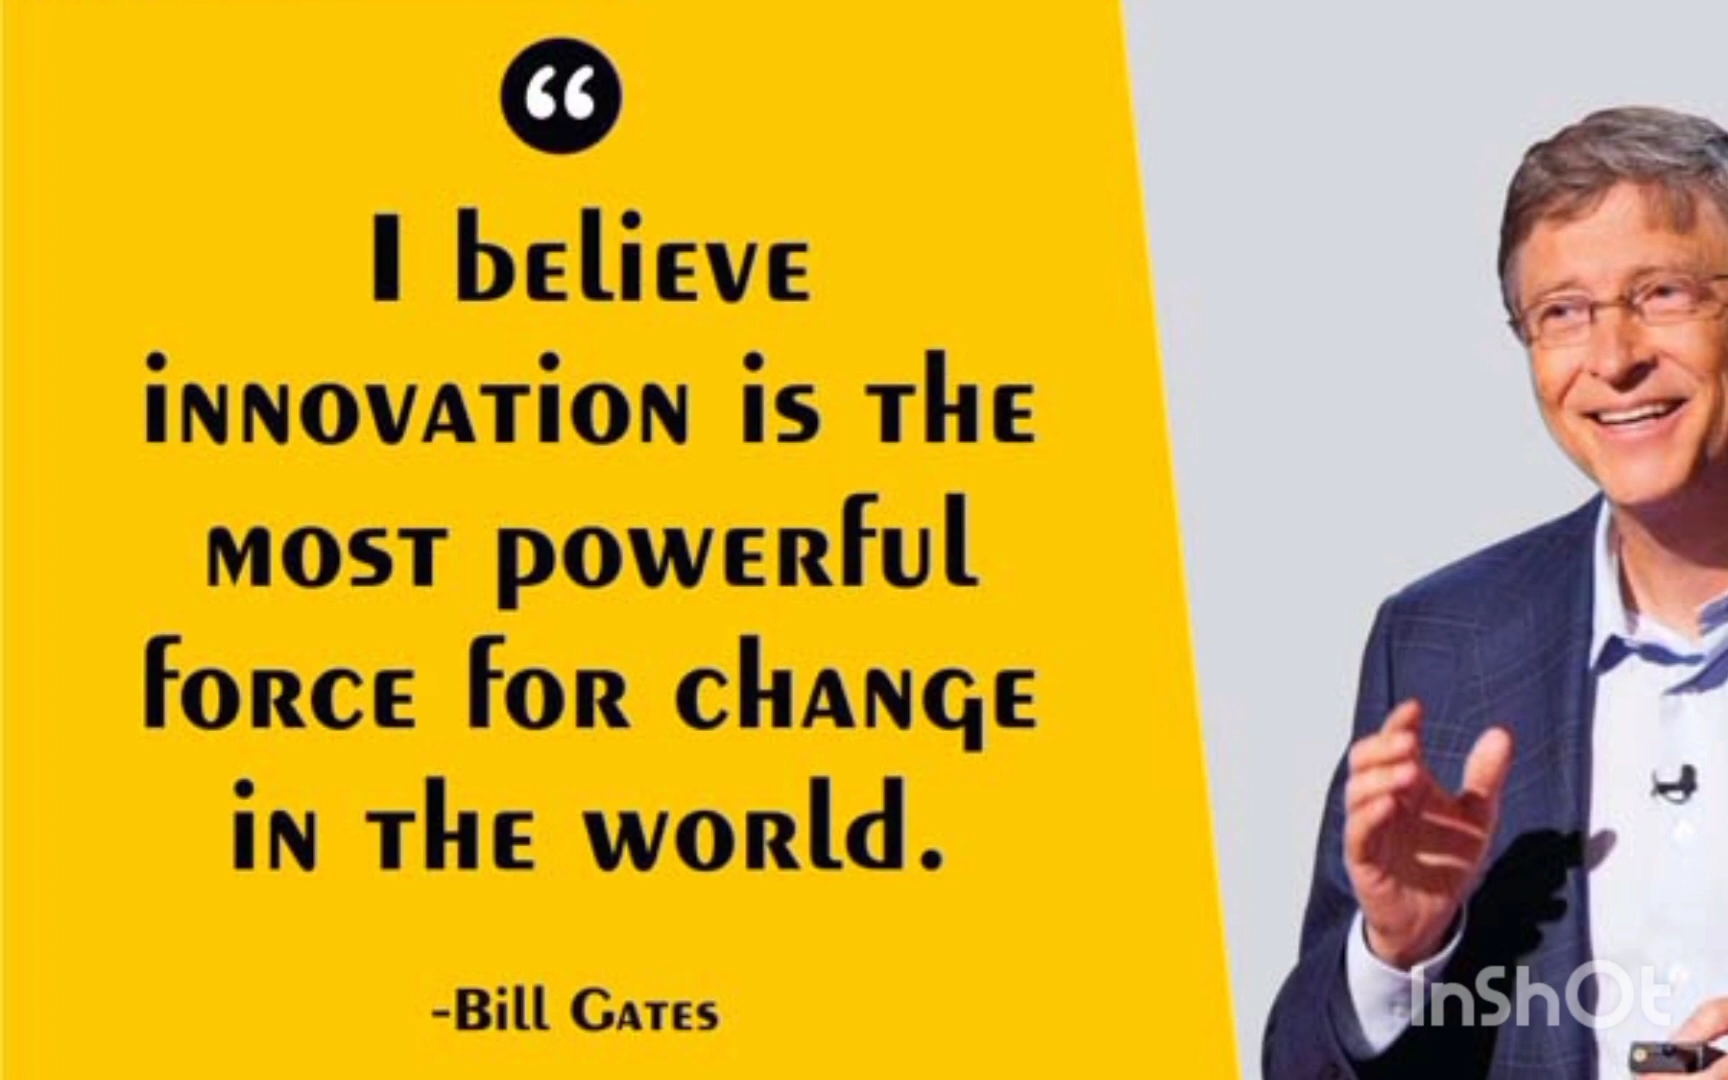 “
I believe
innovation is the
most powerful
force for change
in the world.
-Bill Gates
InShOt